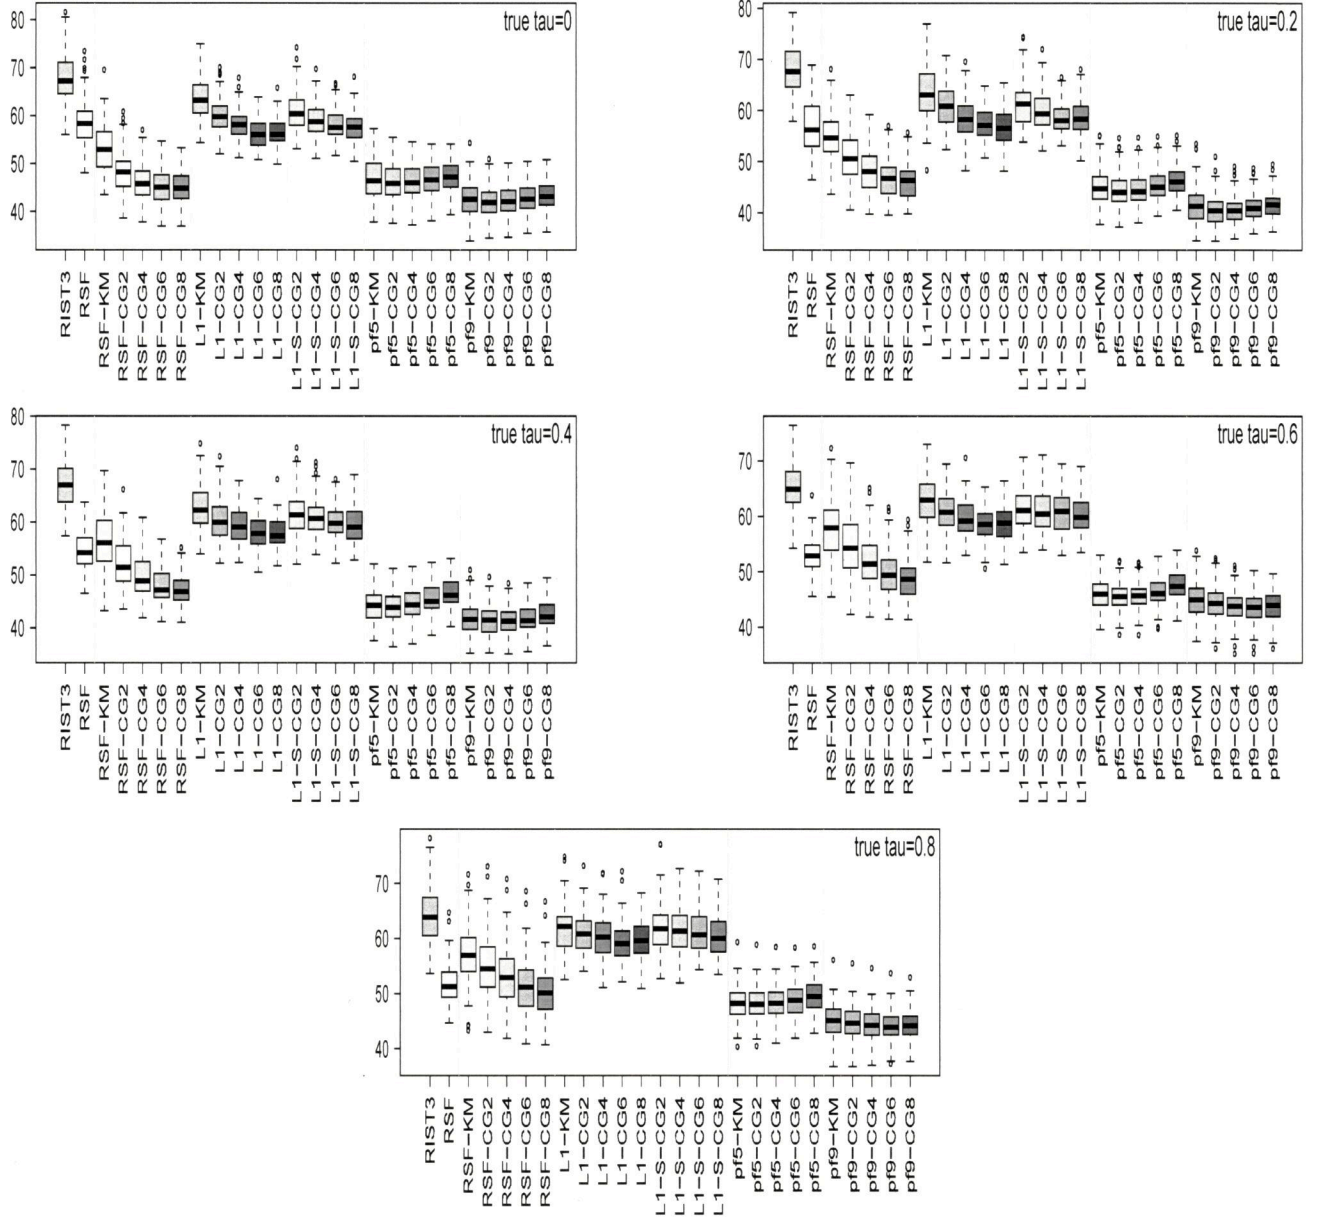 true tau=0
80
70
60
50
40
RIST3
RSF
RSF−KM
RSF−CG2
RSF−CG4
RSF−CG6
RSF−CG8
L1−KM
L1−CG2
L1−CG4
L1−CG6
L1−CG8
L1−S−CG2
L1−S−CG4
L1−S−CG6
L1−S−CG8
pf5−KM
pf5−CG2
pf5−CG4
pf5−CG6
pf5−CG8
pf9−KM
pf9−CG2
pf9−CG4
pf9−CG6
pf9−CG8
true tau=0.2
80
70
60
50
40
RIST3
RSF
RSF−KM
RSF−CG2
RSF−CG4
RSF−CG6
RSF−CG8
L1−KM
L1−CG2
L1−CG4
L1−CG6
L1−CG8
L1−S−CG2
L1−S−CG4
L1−S−CG6
L1−S−CG8
pf5−KM
pf5−CG2
pf5−CG4
pf5−CG6
pf5−CG8
pf9−KM
pf9−CG2
pf9−CG4
pf9−CG6
pf9−CG8
true tau=0.4
80
70
60
50
40
RIST3
RSF
RSF−KM
RSF−CG2
RSF−CG4
RSF−CG6
RSF−CG8
L1−KM
L1−CG2
L1−CG4
L1−CG6
L1−CG8
L1−S−CG2
L1−S−CG4
L1−S−CG6
L1−S−CG8
pf5−KM
pf5−CG2
pf5−CG4
pf5−CG6
pf5−CG8
pf9−KM
pf9−CG2
pf9−CG4
pf9−CG6
pf9−CG8
true tau=0.6
70
60
50
40
RIST3
RSF
RSF−KM
RSF−CG2
RSF−CG4
RSF−CG6
RSF−CG8
L1−KM
L1−CG2
L1−CG4
L1−CG6
L1−CG8
L1−S−CG2
L1−S−CG4
L1−S−CG6
L1−S−CG8
pf5−KM
pf5−CG2
pf5−CG4
pf5−CG6
pf5−CG8
pf9−KM
pf9−CG2
pf9−CG4
pf9−CG6
pf9−CG8
true tau=0.8
70
60
50
40
RIST3
RSF
RSF−KM
RSF−CG2
RSF−CG4
RSF−CG6
RSF−CG8
L1−KM
L1−CG2
L1−CG4
L1−CG6
L1−CG8
L1−S−CG2
L1−S−CG4
L1−S−CG6
L1−S−CG8
pf5−KM
pf5−CG2
pf5−CG4
pf5−CG6
pf5−CG8
pf9−KM
pf9−CG2
pf9−CG4
pf9−CG6
pf9−CG8